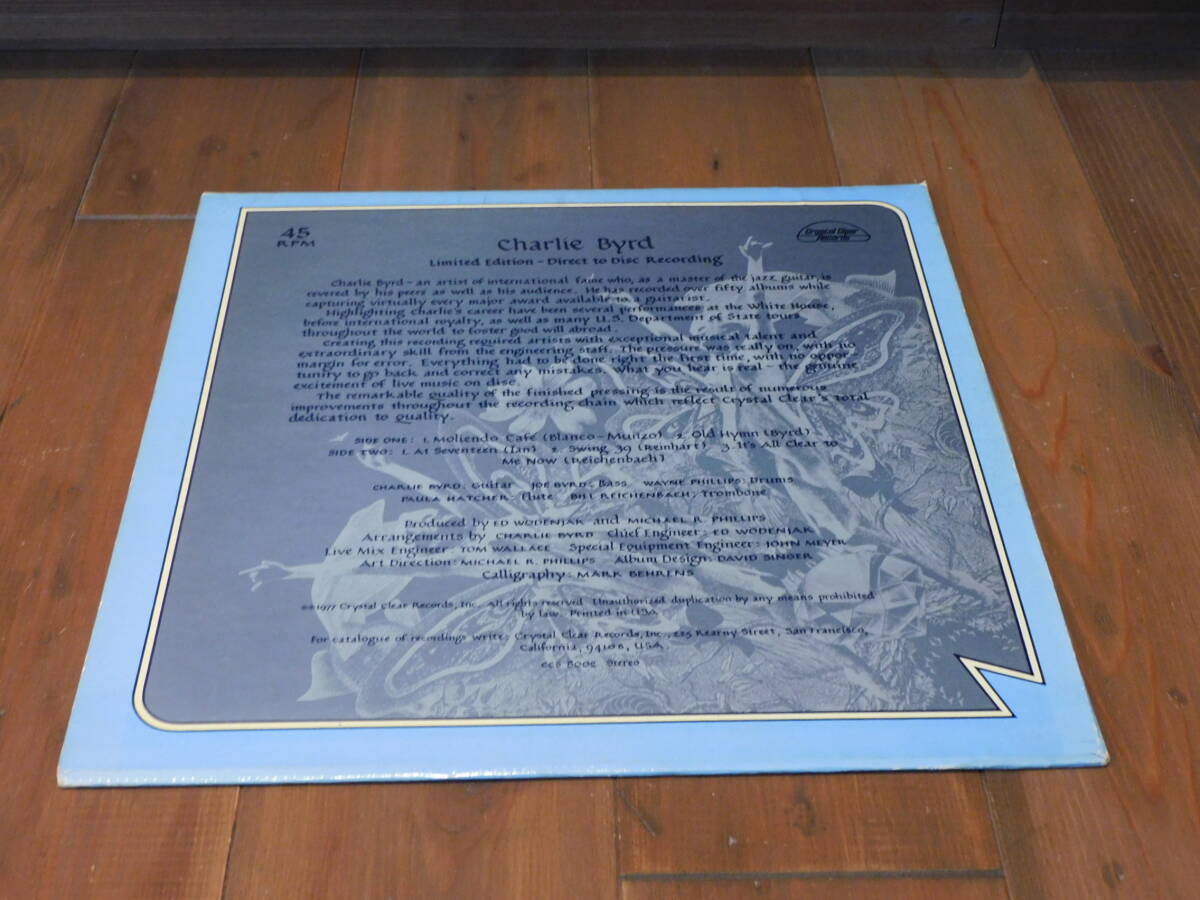 45
RPM
Crystal Clear
Records
Charlie Byrd
Limited Edition – Direct to Disc Recording
Charlie Byrd – an artist of international fame who, as a master of the jazz guitar, is
revered by his peers as well as his audience. He has recorded over fifty albums while
capturing virtually every major award available to a guitarist.
Highlighting Charlie's career have been several performances at the White House,
before international royalty, as well as many U.S. Department of State tours
throughout the world to foster good will abroad.
Creating this recording required artists with exceptional musical talent and
extraordinary skill from the engineering staff. The pressure was really on, with no
margin for error. Everything had to be done right the first time, with no oppor-
tunity to go back and correct any mistakes. What you hear is real – the genuine
excitement of live music on disc.
The remarkable quality of the finished pressing is the result of numerous
improvements throughout the recording chain which reflect Crystal Clear's total
dedication to quality.
SIDE ONE: 1. Moliendo Cafe (Blanco – Munzo) 2. Old Hymn (Byrd)
SIDE TWO: 1. At Seventeen (Ian) 2. Swing 39 (Reinhart) 3. It's All Clear to
Me Now (Reichenbach)
CHARLIE BYRD: Guitar JOE BYRD: Bass WAYNE PHILLIPS: Drums
PAULA HATCHER: Flute BILL REICHENBACH: Trombone
Produced by ED WODENJAK and MICHAEL R. PHILLIPS
Arrangements by CHARLIE BYRD Chief Engineer: ED WODENJAK
Live Mix Engineer: TOM WALLACE Special Equipment Engineer: JOHN MEYER
Art Direction: MICHAEL R. PHILLIPS Album Design: DAVID SINGER
Calligraphy: MARK BEHRENS
©℗1977 Crystal Clear Records, Inc. All rights reserved. Unauthorized duplication by any means prohibited
by law. Printed in USA
For catalogue of recordings write: Crystal Clear Records, Inc., 225 Kearny Street, San Francisco,
California, 94108, USA
Stereo